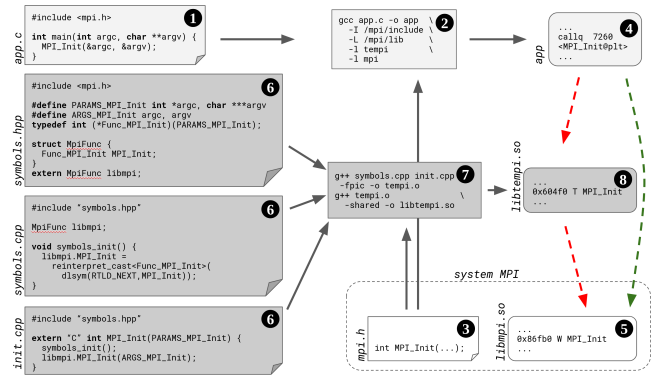 app.c
1
#include <mpi.h>
int main(int argc, char **argv) {
MPI_Init(&argc, &argv);
}
2
gcc app.c -o app \
-I /mpi/include \
-L /mpi/lib \
-l tempi \
-l mpi
app
4
...
callq 7260
<MPI_Init@plt>
...
symbols.hpp
6
#include <mpi.h>
#define PARAMS_MPI_Init int *argc, char ***argv
#define ARGS_MPI_Init argc, argv
typedef int (*Func_MPI_Init)(PARAMS_MPI_Init);
struct MpiFunc {
Func_MPI_Init MPI_Init;
}
extern MpiFunc libmpi;
7
g++ symbols.cpp init.cpp \
-fpic -o tempi.o
g++ tempi.o \
-shared -o libtempi.so
libtempi.so
8
...
0x604f0 T MPI_Init
...
symbols.cpp
6
#include "symbols.hpp"
MpiFunc libmpi;
void symbols_init() {
libmpi.MPI_Init =
reinterpret_cast<Func_MPI_Init>(
dlsym(RTLD_NEXT,MPI_Init));
}
init.cpp
6
#include "symbols.hpp"
extern "C" int MPI_Init(PARAMS_MPI_Init) {
symbols_init();
libmpi.MPI_Init(ARGS_MPI_Init);
}
system MPI
mpi.h
3
int MPI_Init(...);
libmpi.so
5
...
0x86fb0 W MPI_Init
...